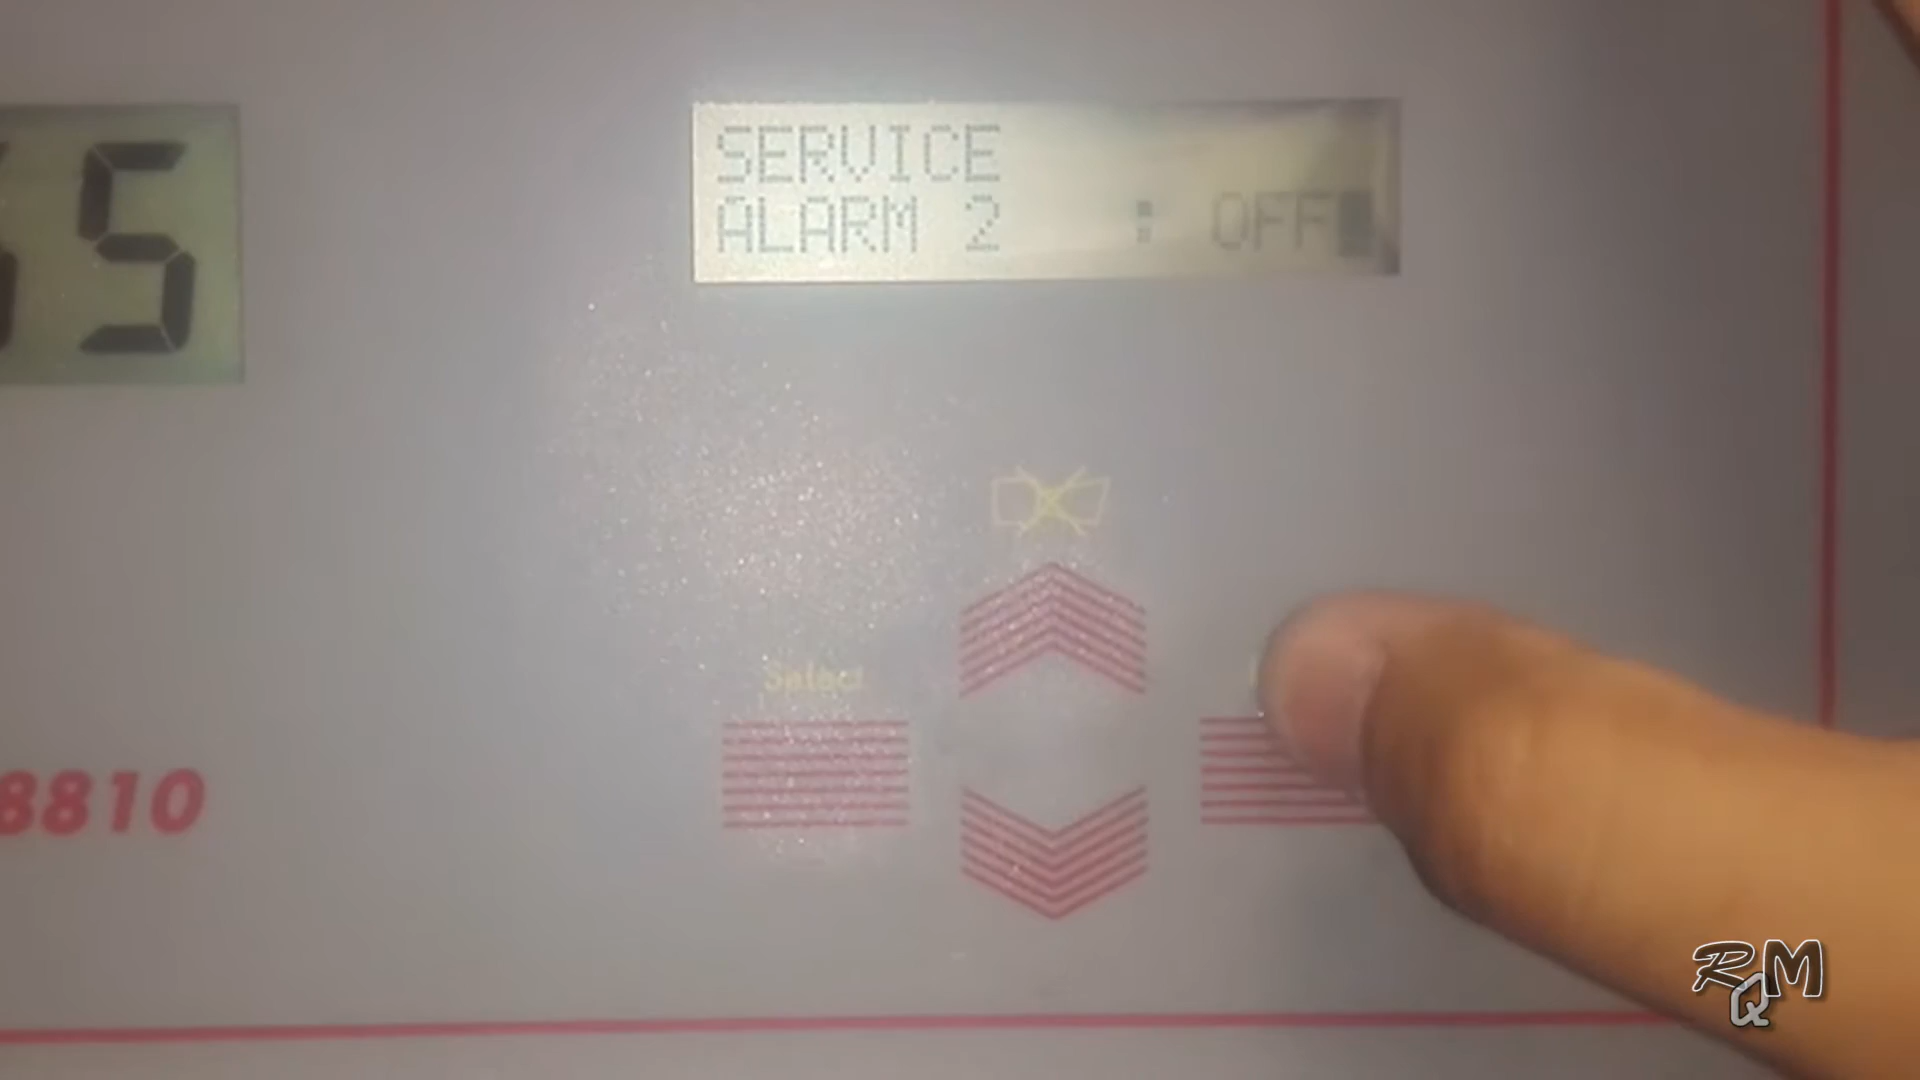 SERVICE
ALARM 2 : OFF
5
Select
8810
RQM